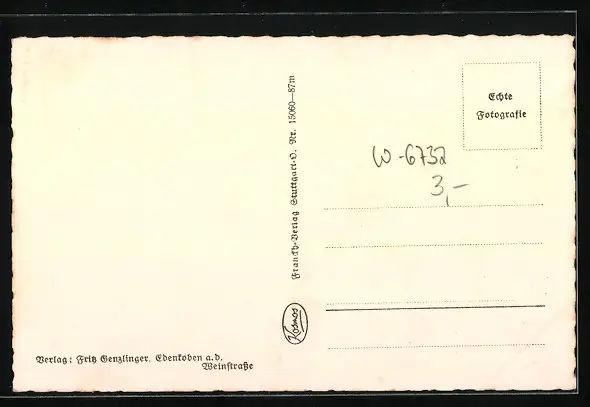 Echte
Fotografie
W-6732
3,-
Franckh-Verlag Stuttgart-O. Nr. 15060—87m
Kosmos
Verlag: Fritz Genzlinger, Edenkoben a.d.
Weinstraße